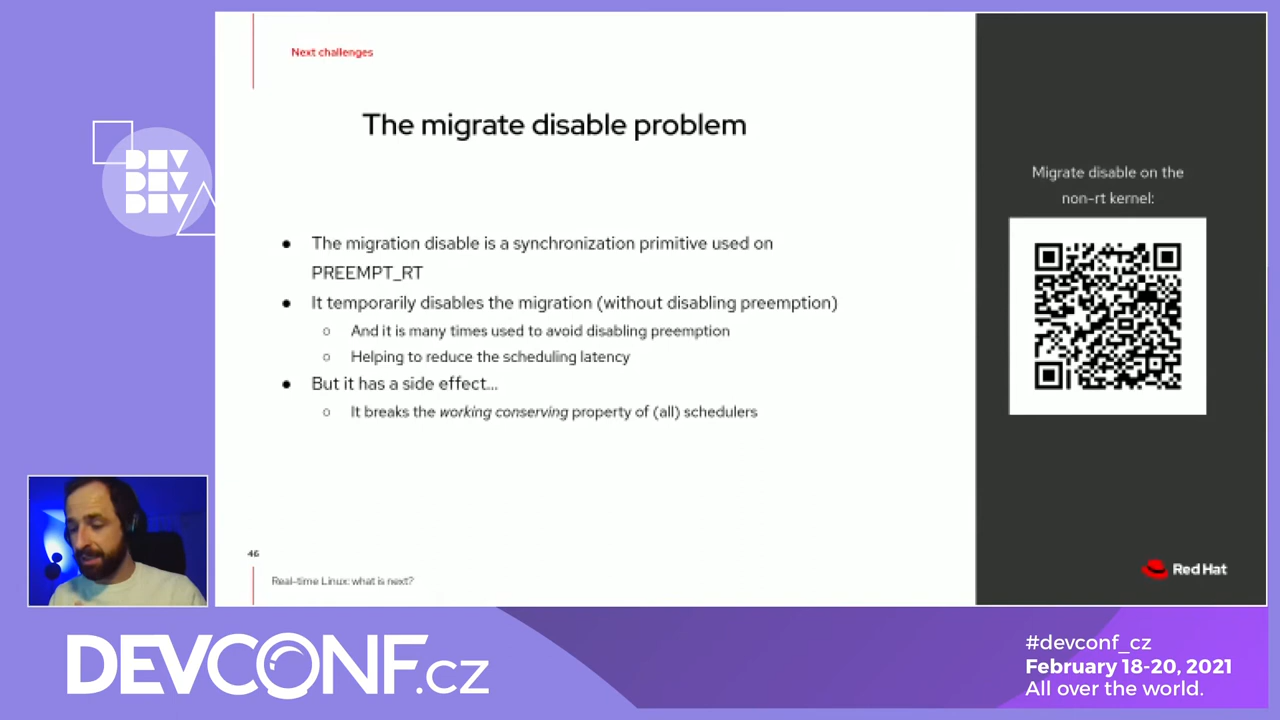 Next challenges
The migrate disable problem
● The migration disable is a synchronization primitive used on
PREEMPT_RT
● It temporarily disables the migration (without disabling preemption)
○ And it is many times used to avoid disabling preemption
○ Helping to reduce the scheduling latency
● But it has a side effect...
○ It breaks the working conserving property of (all) schedulers
46
Real-time Linux: what is next?
Migrate disable on the
non-rt kernel:
Red Hat
DEV
DEV
DEV
DEVCONF.cz
#devconf_cz
February 18-20, 2021
All over the world.